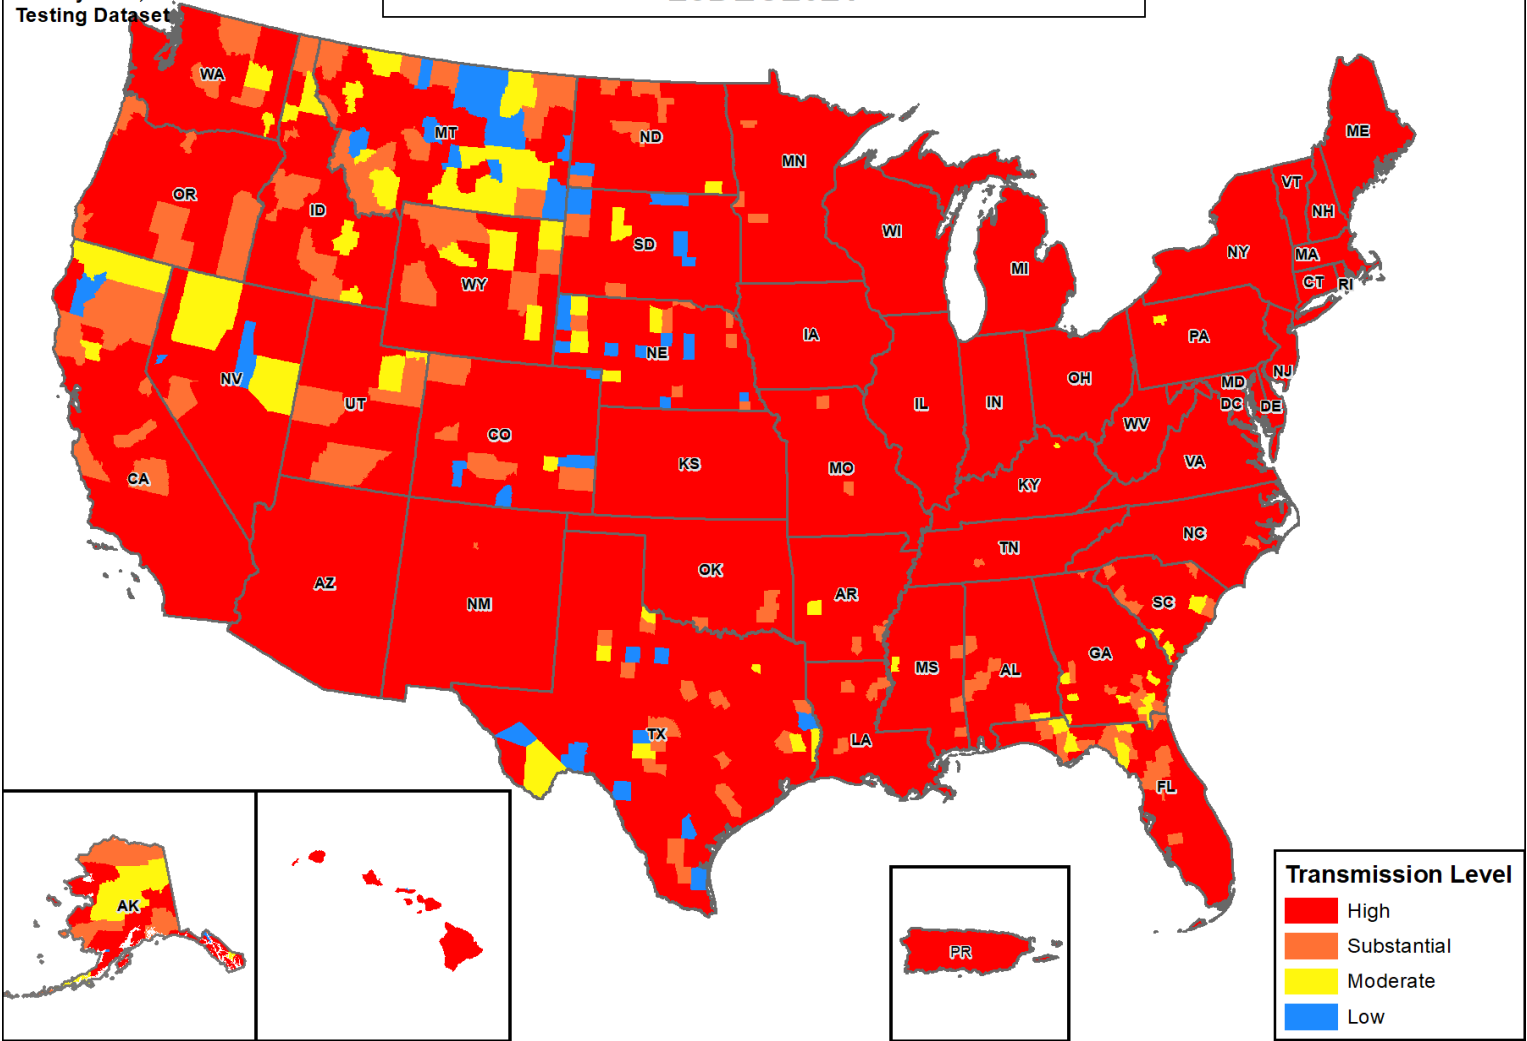 Testing Dataset
WA
MT
ND
MN
ME
OR
ID
SD
WI
MI
VT
NH
NY
MA
CT
RI
WY
IA
PA
NE
NV
UT
CO
IL
IN
OH
NJ
MD
DC
DE
WV
VA
CA
KS
MO
KY
NC
TN
AZ
NM
OK
AR
SC
MS
AL
GA
TX
LA
FL
AK
PR
Transmission Level
High
Substantial
Moderate
Low